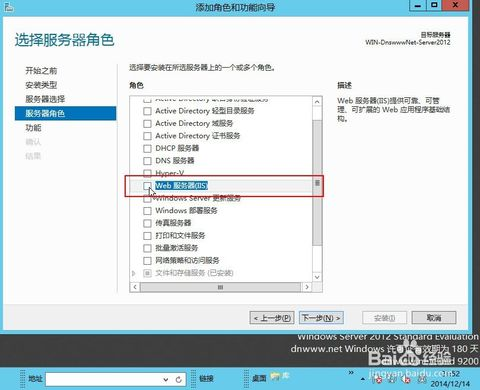 添加角色和功能向导
选择服务器角色
目标服务器
WIN-DnswwwNet-Server2012
开始之前
安装类型
服务器选择
服务器角色
功能
确认
结果
选择要安装在所选服务器上的一个或多个角色。
角色
Active Directory 轻型目录服务
Active Directory 域服务
Active Directory 证书服务
DHCP 服务器
DNS 服务器
Hyper-V
Web 服务器(IIS)
Windows Server 更新服务
Windows 部署服务
传真服务器
打印和文件服务
批量激活服务
网络策略和访问服务
文件和存储服务 (已安装)
描述
Web 服务器(IIS)提供可靠、可管
理、可扩展的 Web 应用程序基础结
构。
< 上一步(P)
下一步(N) >
安装(I)
取消
Windows Server 2012 Standard Evaluation
dnwww.net Windows 许可 有效期为 180 天
9200
Baidu经验
jingyan.baidu.com
地址
链接
桌面
库
2014/12/14